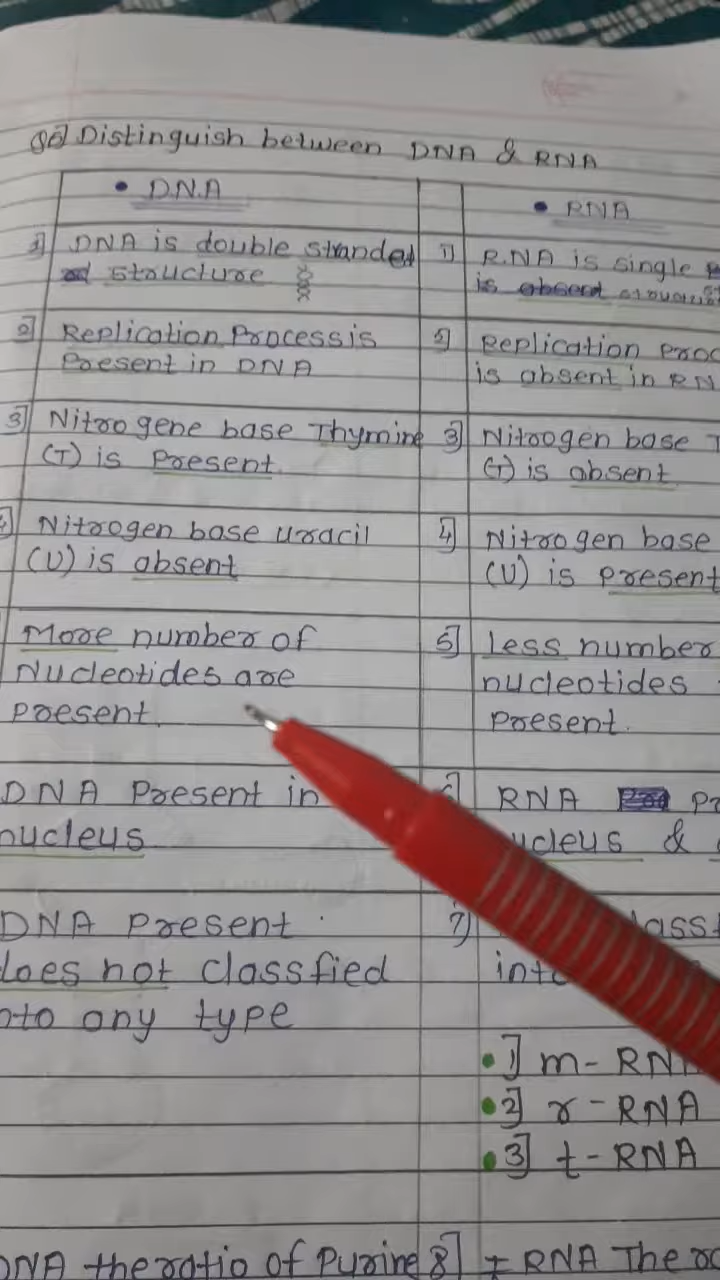 Distinguish between DNA & RNA
• DNA
• RNA
1] DNA is double stranded
structure
1] RNA is single
is absent
2] Replication Process is
Present in DNA
2] Replication
is absent in
3] Nitrogene base Thymine
(T) is Present.
3] Nitrogen base
(T) is absent
Nitrogen base uracil
(U) is absent
4] Nitrogen base
(U) is present
More number of
Nucleotides are
present.
5] Less number
nucleotides
Present.
DNA Present in
nucleus
RNA
&
DNA Present
not Classfied
any type
7]
• 1] m-
• 2] r-RNA
• 3] t-RNA
the ratio of Purine
8] RNA The